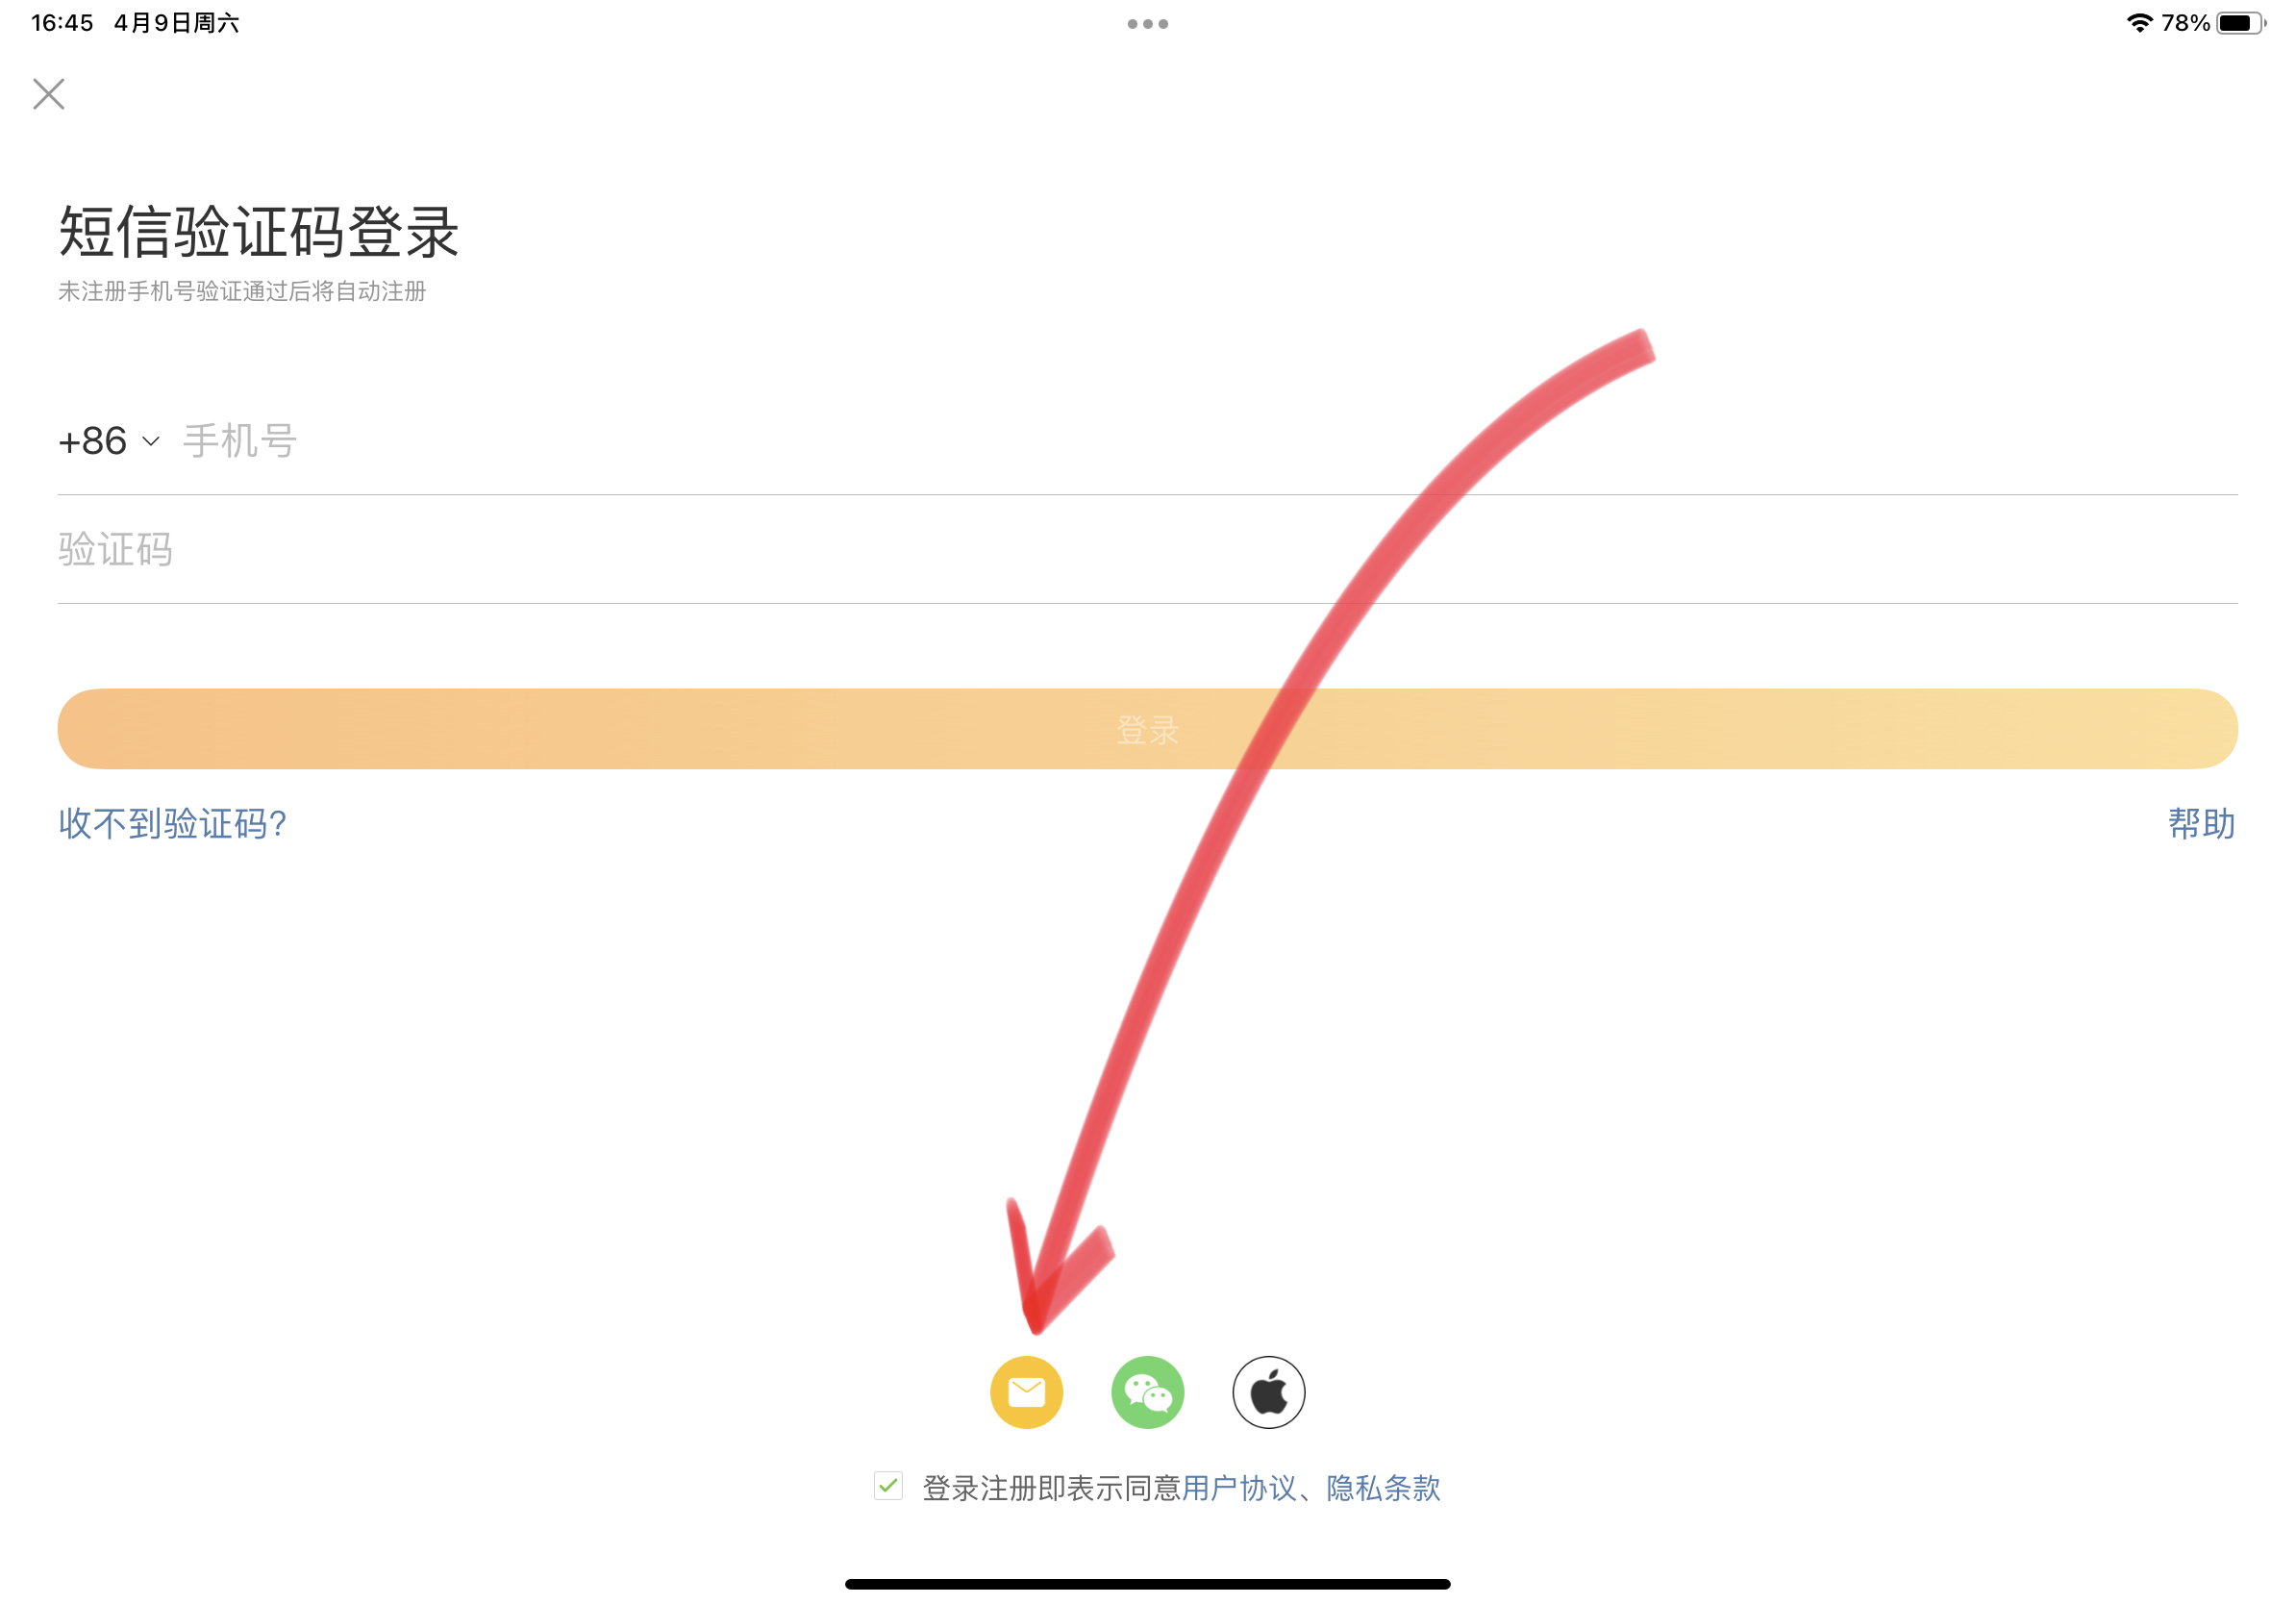 16:45 4月9日周六
78%
短信验证码登录
未注册手机号验证通过后将自动注册
+86 手机号
验证码
登录
收不到验证码?
帮助
登录注册即表示同意用户协议、隐私条款